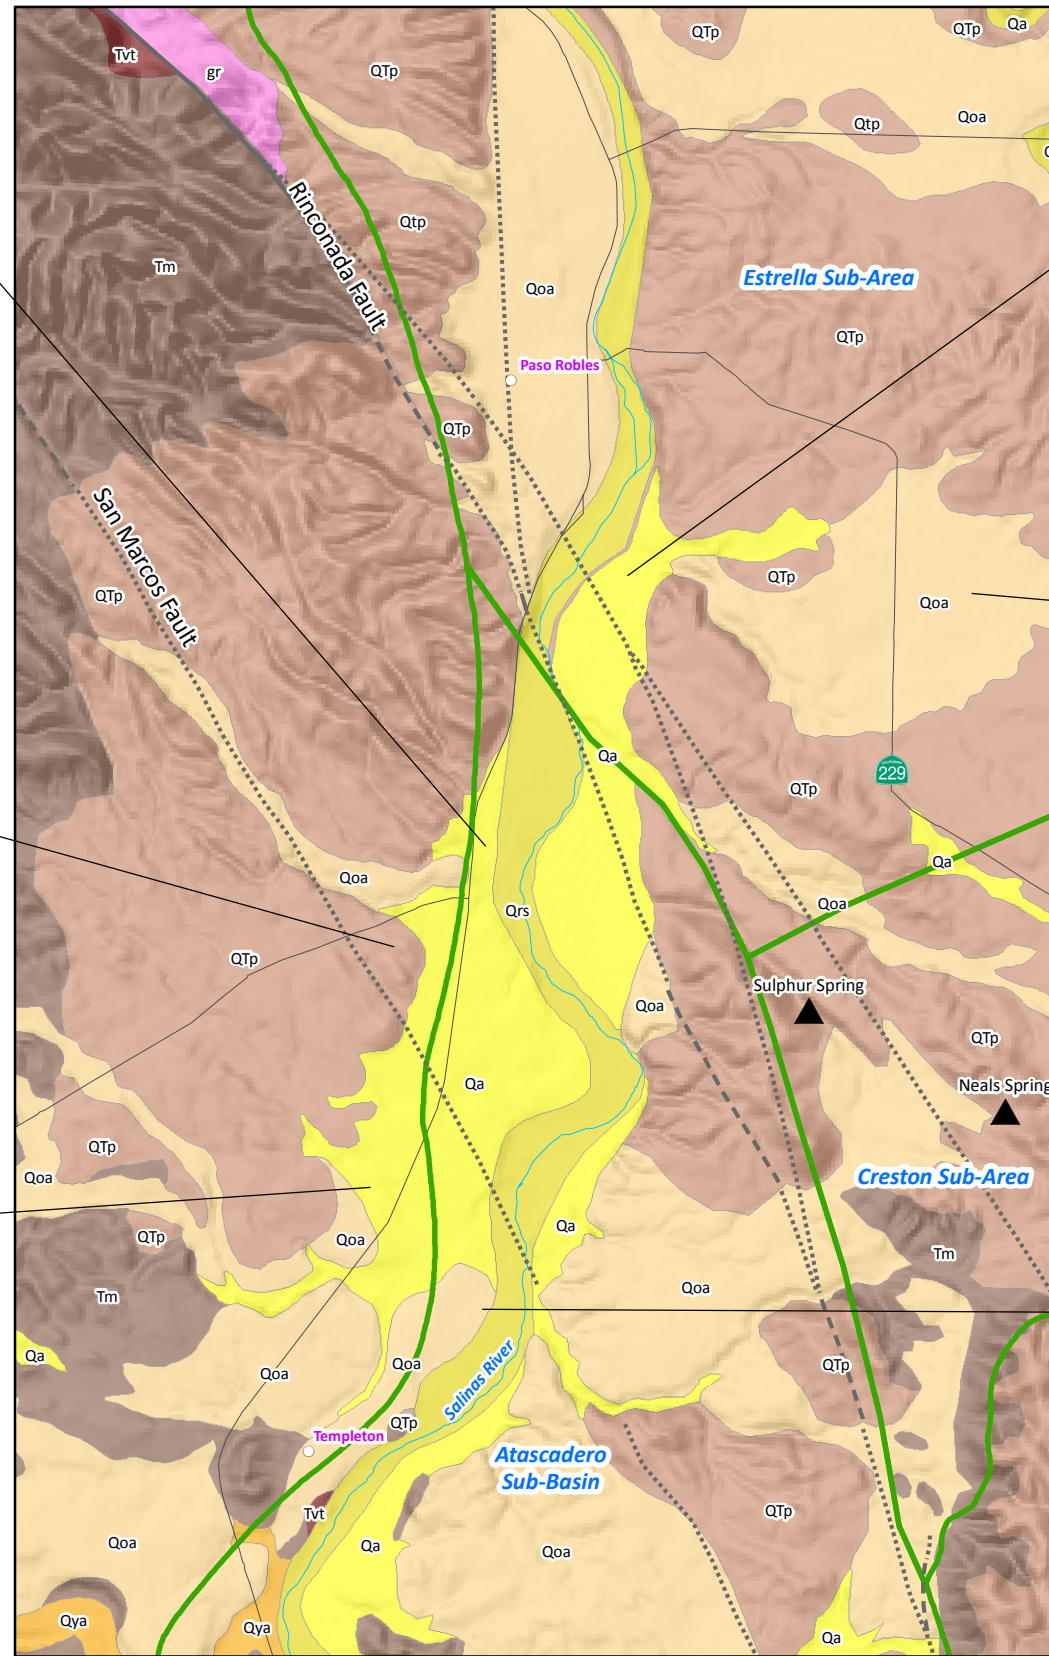 QTp
QTp
Qa
Tvt
gr
QTp
Qoa
Qtp
Q
Rinconada Fault
Qtp
Tm
Estrella Sub-Area
Qoa
QTp
Paso Robles
QTp
San Marcos Fault
QTp
QTp
Qoa
Qa
229
QTp
Qa
Qoa
Qoa
Qrs
QTp
Sulphur Spring
Qoa
QTp
Qa
Neals Spring
QTp
Qoa
Creston Sub-Area
Qa
QTp
Qoa
Tm
Qoa
Tm
Qa
Qoa
Qoa
QTp
Salinas River
QTp
Templeton
Atascadero
Sub-Basin
Tvt
QTp
Qoa
Qa
Qoa
Qya
Qya
Qa